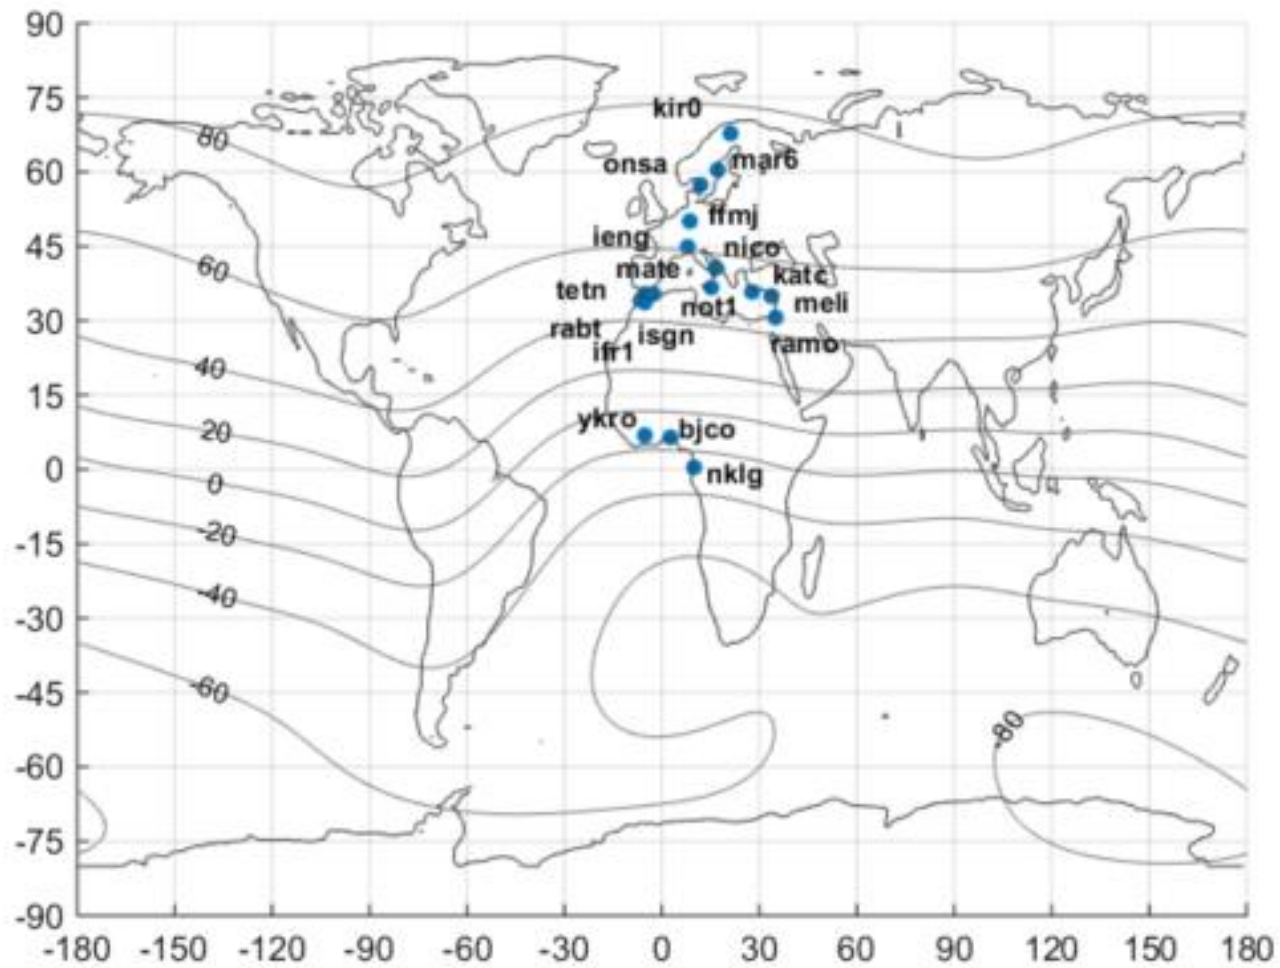 90
75
kir0
80
60
onsa
mar6
ffmj
45
ieng
nico
60
mate
katc
tetn
not1
meli
30
rabt
isgn
ifr1
ramo
40
15
20
ykro
bjco
0
0
nklg
-15
-20
-30
-40
-45
-60
-60
-80
-75
-90
-180 -150 -120 -90 -60 -30 0 30 60 90 120 150 180